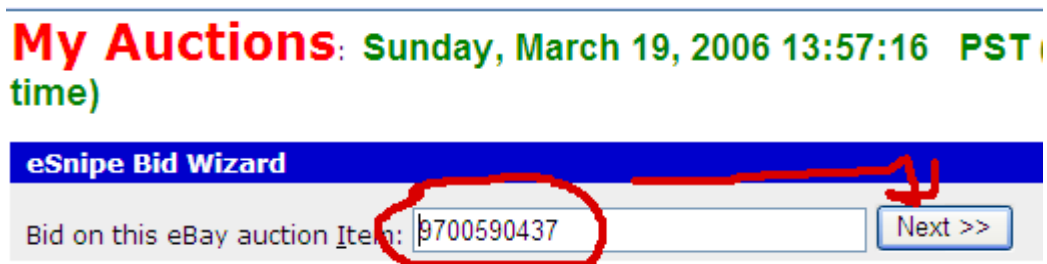 My Auctions: Sunday, March 19, 2006 13:57:16 PST (
time)
eSnipe Bid Wizard
Bid on this eBay auction Item: 9700590437 Next >>